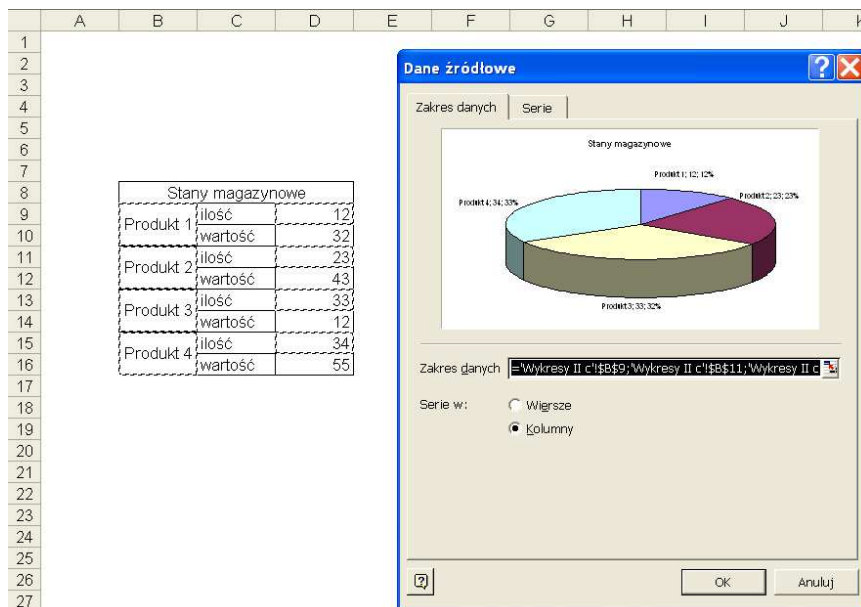 A B C D E F G H I J
1
2
3
4
5
6
7
8 Stany magazynowe
9 Produkt 1 ilość 12
10 wartość 32
11 Produkt 2 ilość 23
12 wartość 43
13 Produkt 3 ilość 33
14 wartość 12
15 Produkt 4 ilość 34
16 wartość 55
17
18
19
20
21
22
23
24
25
26
27
Dane źródłowe
Zakres danych Serie
Stany magazynowe
Produkt 1; 12; 12%
Produkt 2; 23; 23%
Produkt 4; 34; 33%
Produkt 3; 33; 32%
Zakres danych ='Wykresy II c'!$B$9;'Wykresy II c'!$B$11;'Wykresy II c
Serie w: Wiersze
Kolumny
OK Anuluj